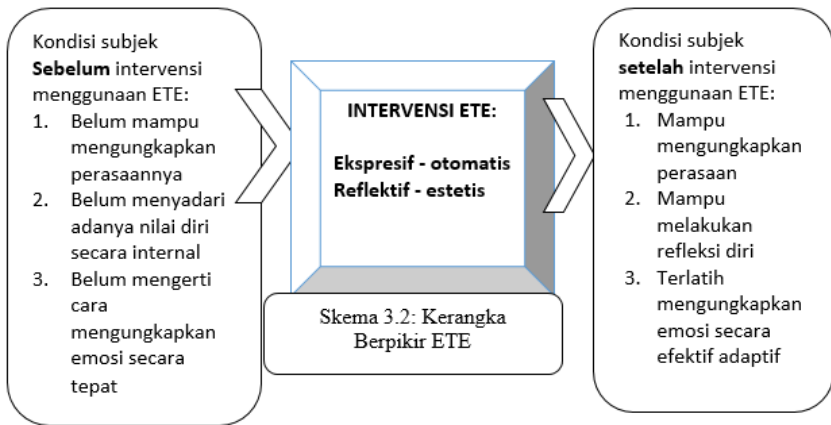 Kondisi subjek
Sebelum intervensi
menggunaan ETE:
1. Belum mampu
mengungkapkan
perasaannya
2. Belum menyadari
adanya nilai diri
secara internal
3. Belum mengerti
cara
mengungkapkan
emosi secara
tepat
INTERVENSI ETE:
Ekspresif - otomatis
Reflektif - estetis
Skema 3.2: Kerangka
Berpikir ETE
Kondisi subjek
setelah intervensi
menggunaan ETE:
1. Mampu
mengungkapkan
perasaan
2. Mampu
melakukan
refleksi diri
3. Terlatih
mengungkapkan
emosi secara
efektif adaptif